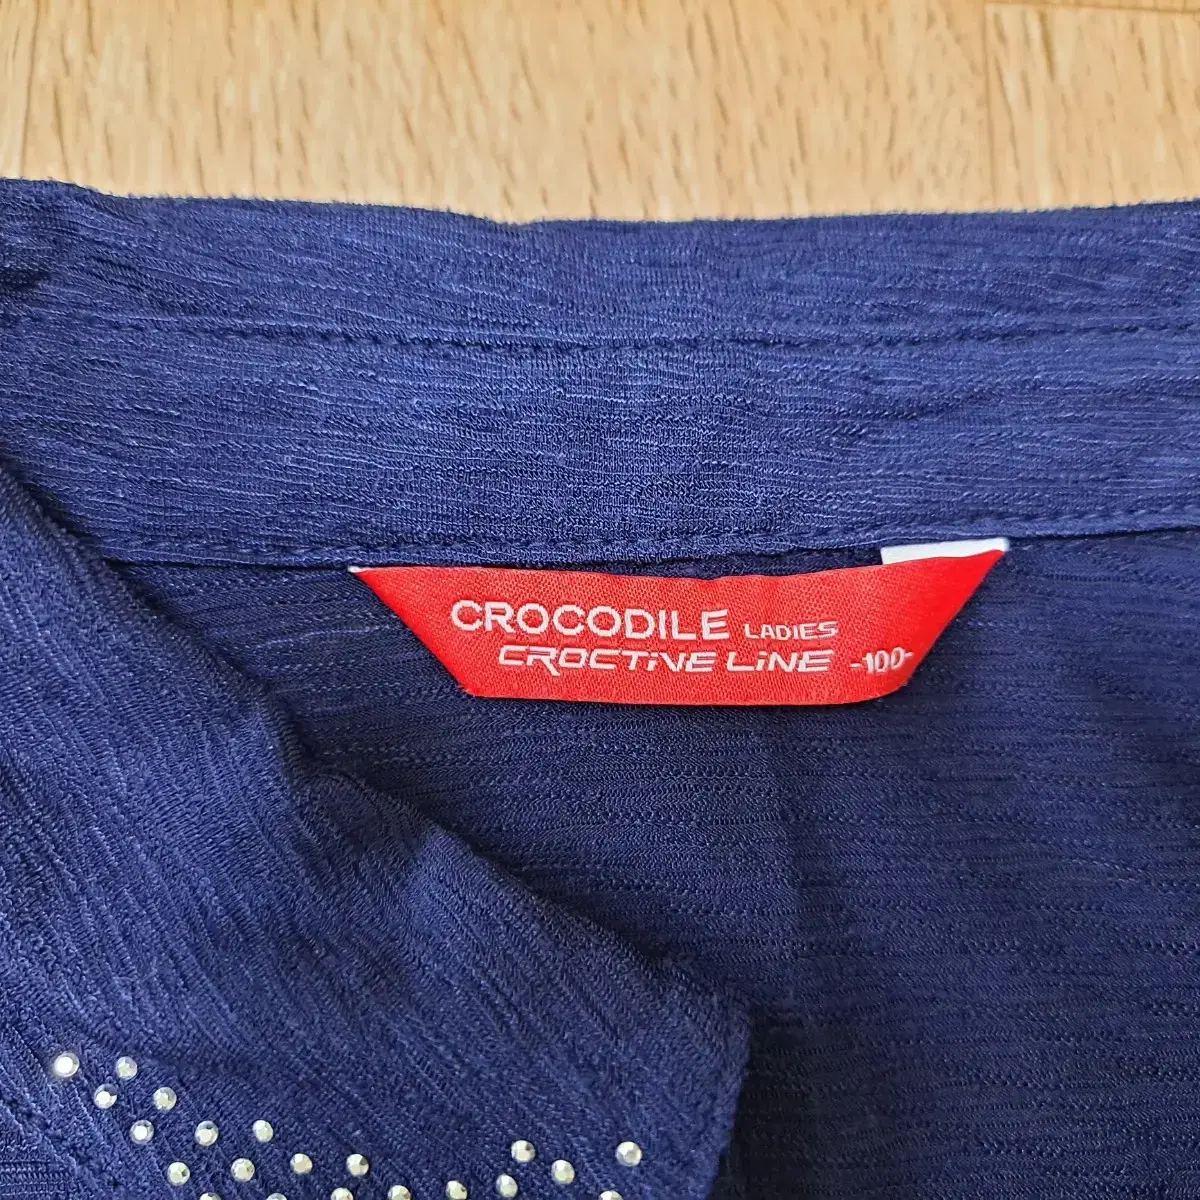 CROCODILE LADIES
CROCTiVE LiNE -100-